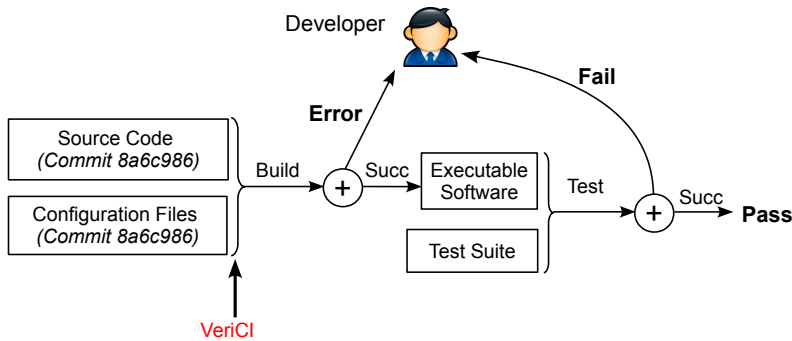 Developer
Error
Fail
Source Code
(Commit 8a6c986)
Build
+
Succ
Executable
Software
Test
+
Succ
Pass
Configuration Files
(Commit 8a6c986)
Test Suite
VeriCI